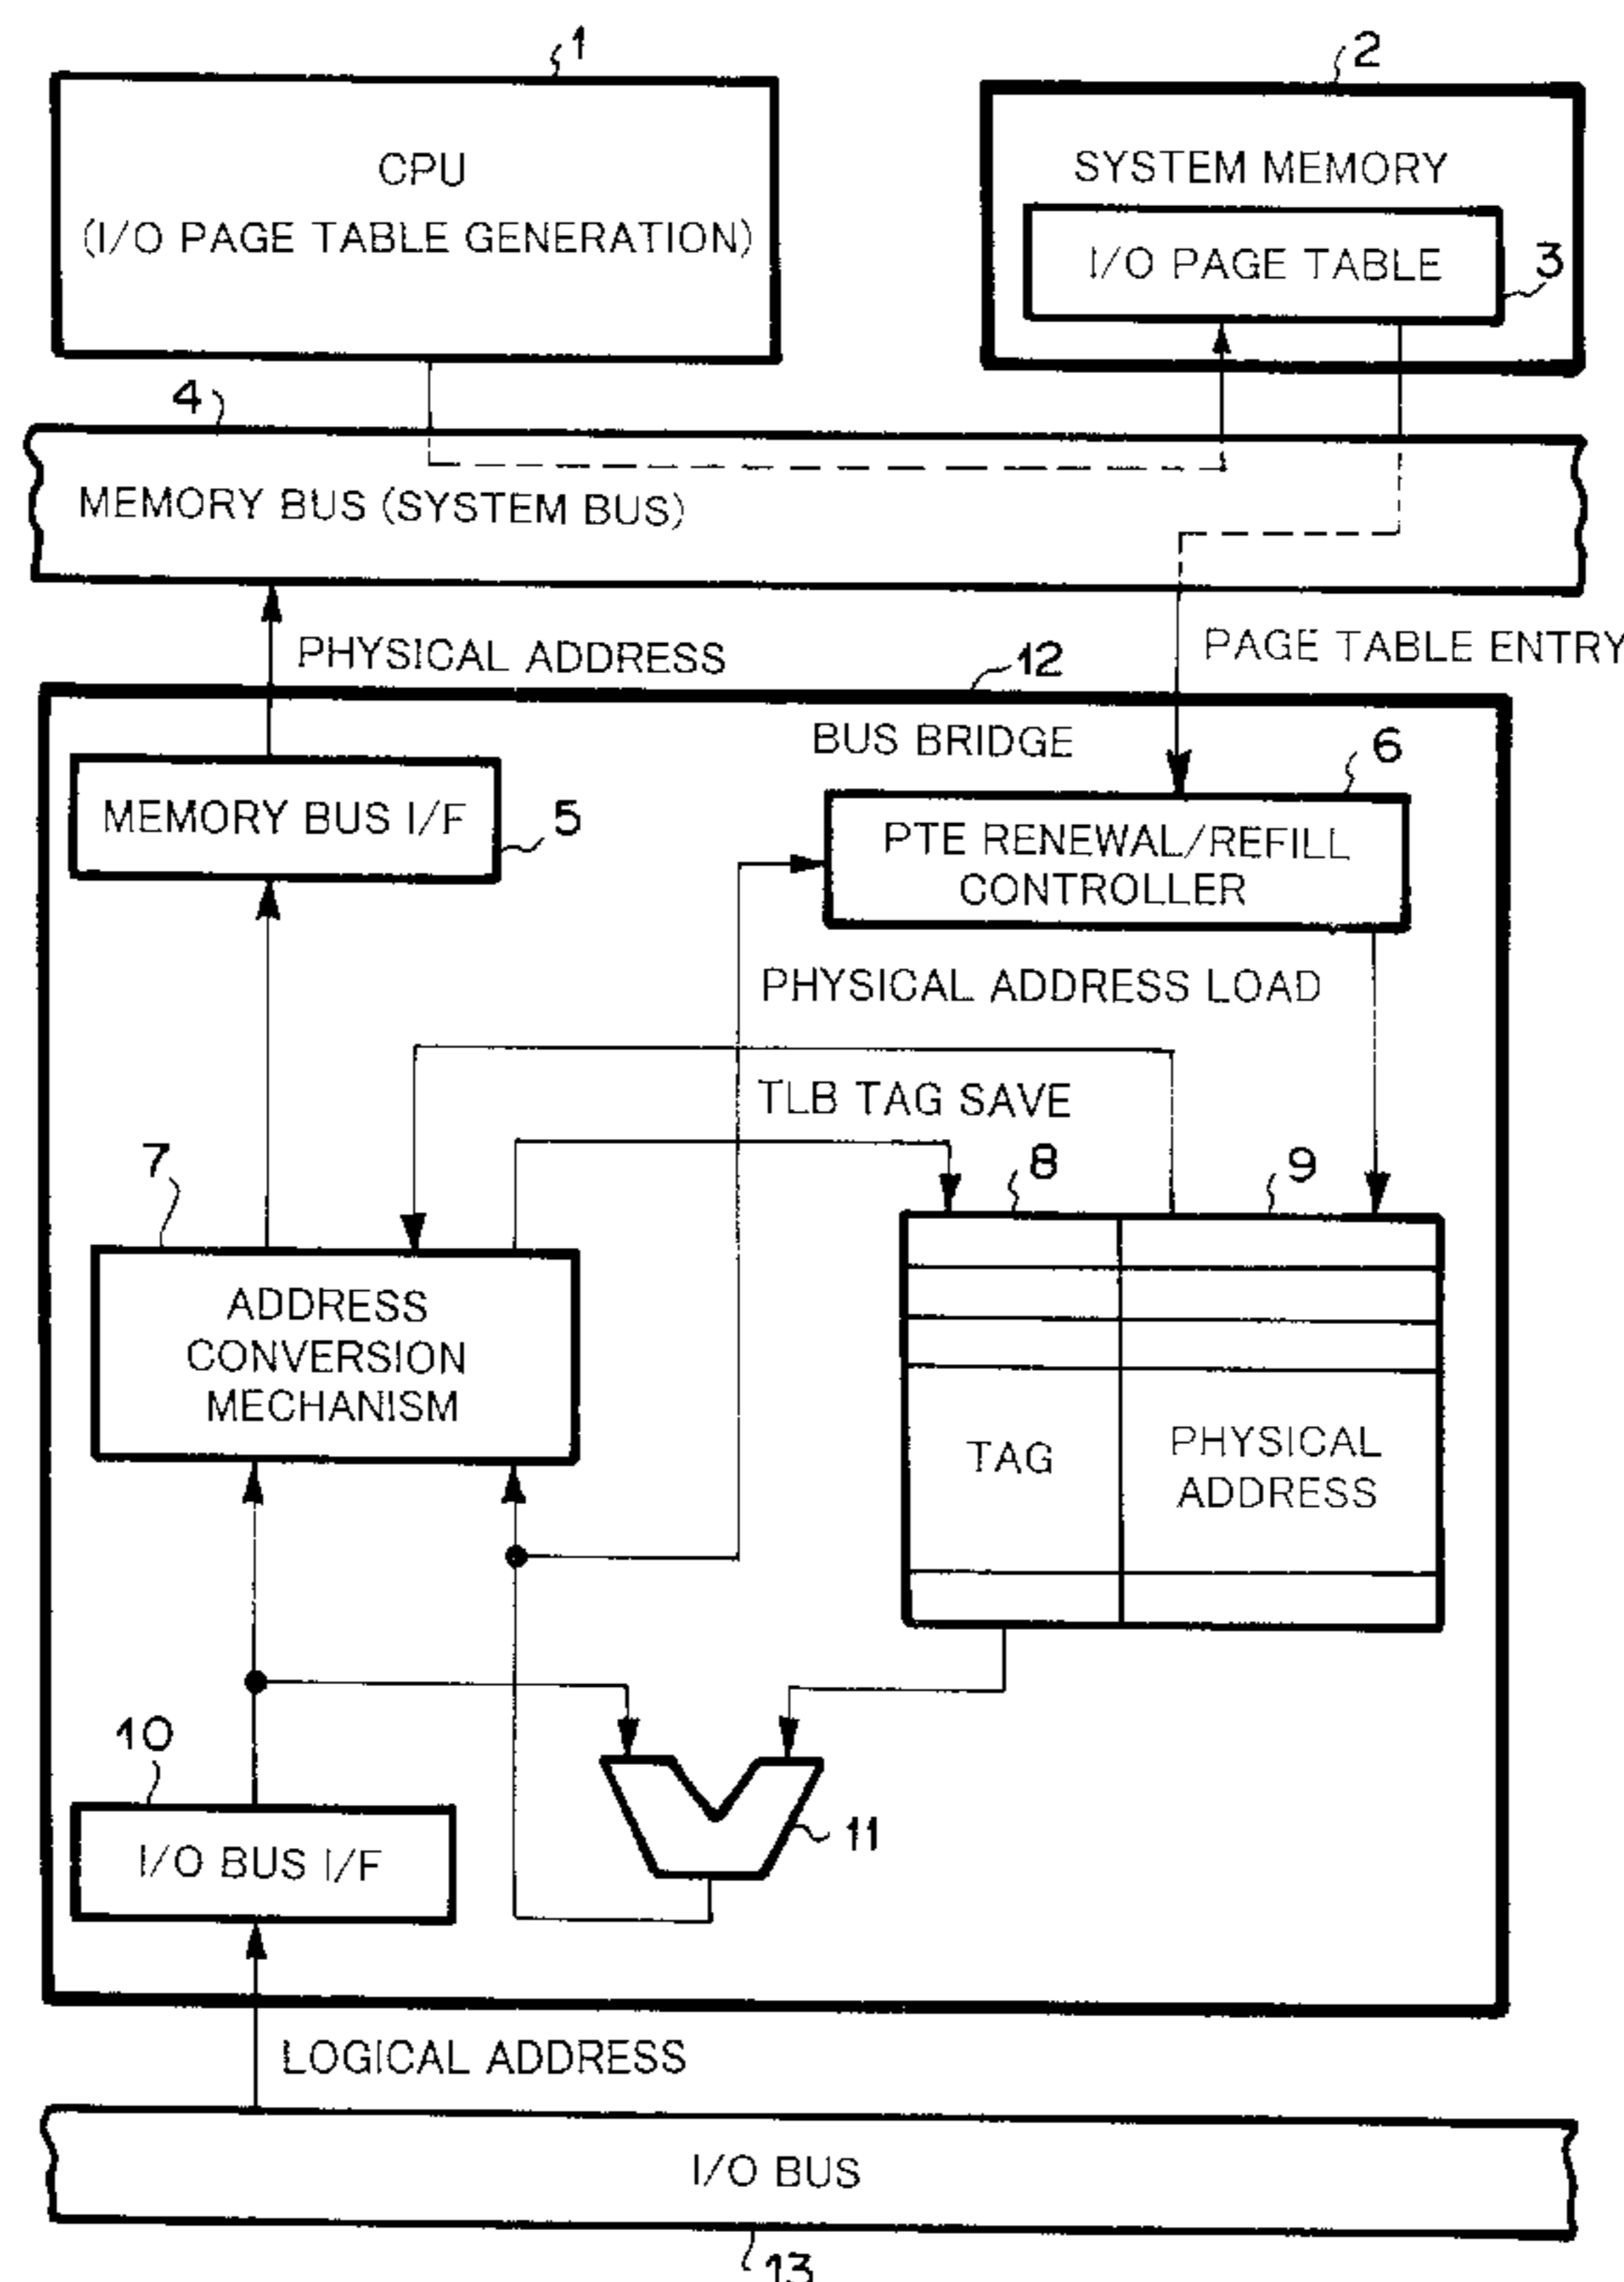 1
2
CPU
(I/O PAGE TABLE GENERATION)
SYSTEM MEMORY
I/O PAGE TABLE
3
4
MEMORY BUS (SYSTEM BUS)
PHYSICAL ADDRESS
PAGE TABLE ENTRY
12
BUS BRIDGE
6
MEMORY BUS I/F
5
PTE RENEWAL/REFILL
CONTROLLER
PHYSICAL ADDRESS LOAD
TLB TAG SAVE
7
8
9
ADDRESS
CONVERSION
MECHANISM
TAG
PHYSICAL
ADDRESS
10
I/O BUS I/F
11
LOGICAL ADDRESS
I/O BUS
13